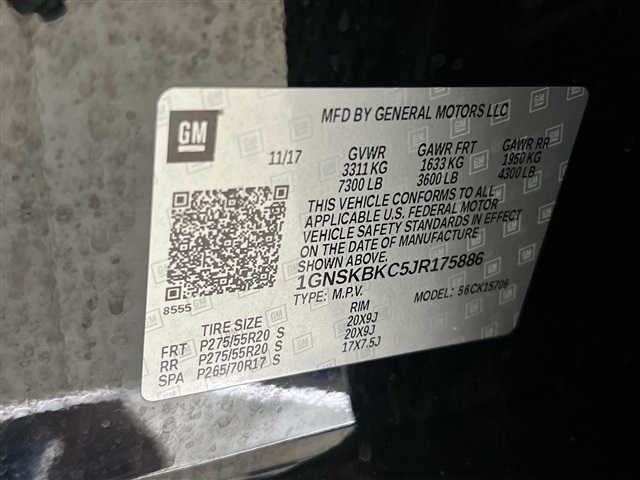 GM
MFD BY GENERAL MOTORS LLC
11/17
GVWR GAWR FRT GAWR RR
3311 KG 1633 KG 1950 KG
7300 LB 3600 LB 4300 LB
THIS VEHICLE CONFORMS TO ALL
APPLICABLE U.S. FEDERAL MOTOR
VEHICLE SAFETY STANDARDS IN EFFECT
ON THE DATE OF MANUFACTURE
SHOWN ABOVE.
1GNSKBKC5JR175886
8555
TYPE: M.P.V. MODEL: 56CK15706
TIRE SIZE RIM
FRT P275/55R20 S 20X9J
RR P275/55R20 S 20X9J
SPA P265/70R17 S 17X7.5J